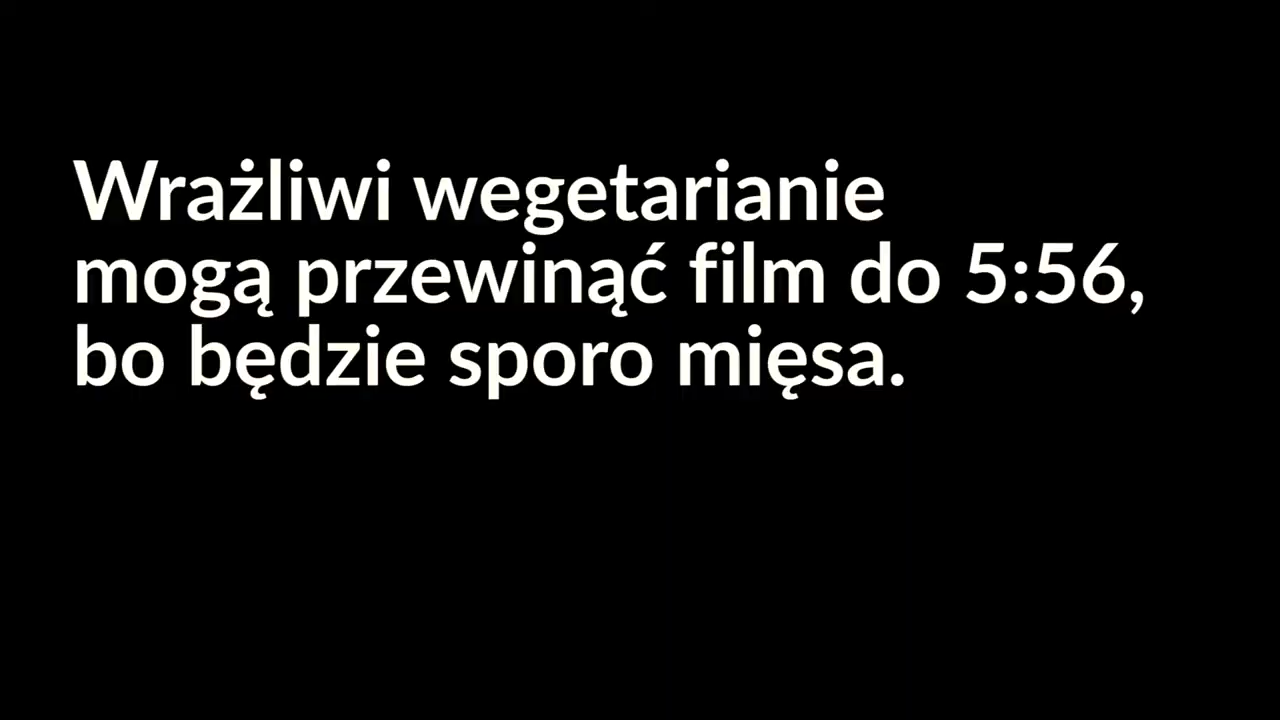 Wrażliwi wegetarianie
mogą przewinąć film do 5:56,
bo będzie sporo mięsa.